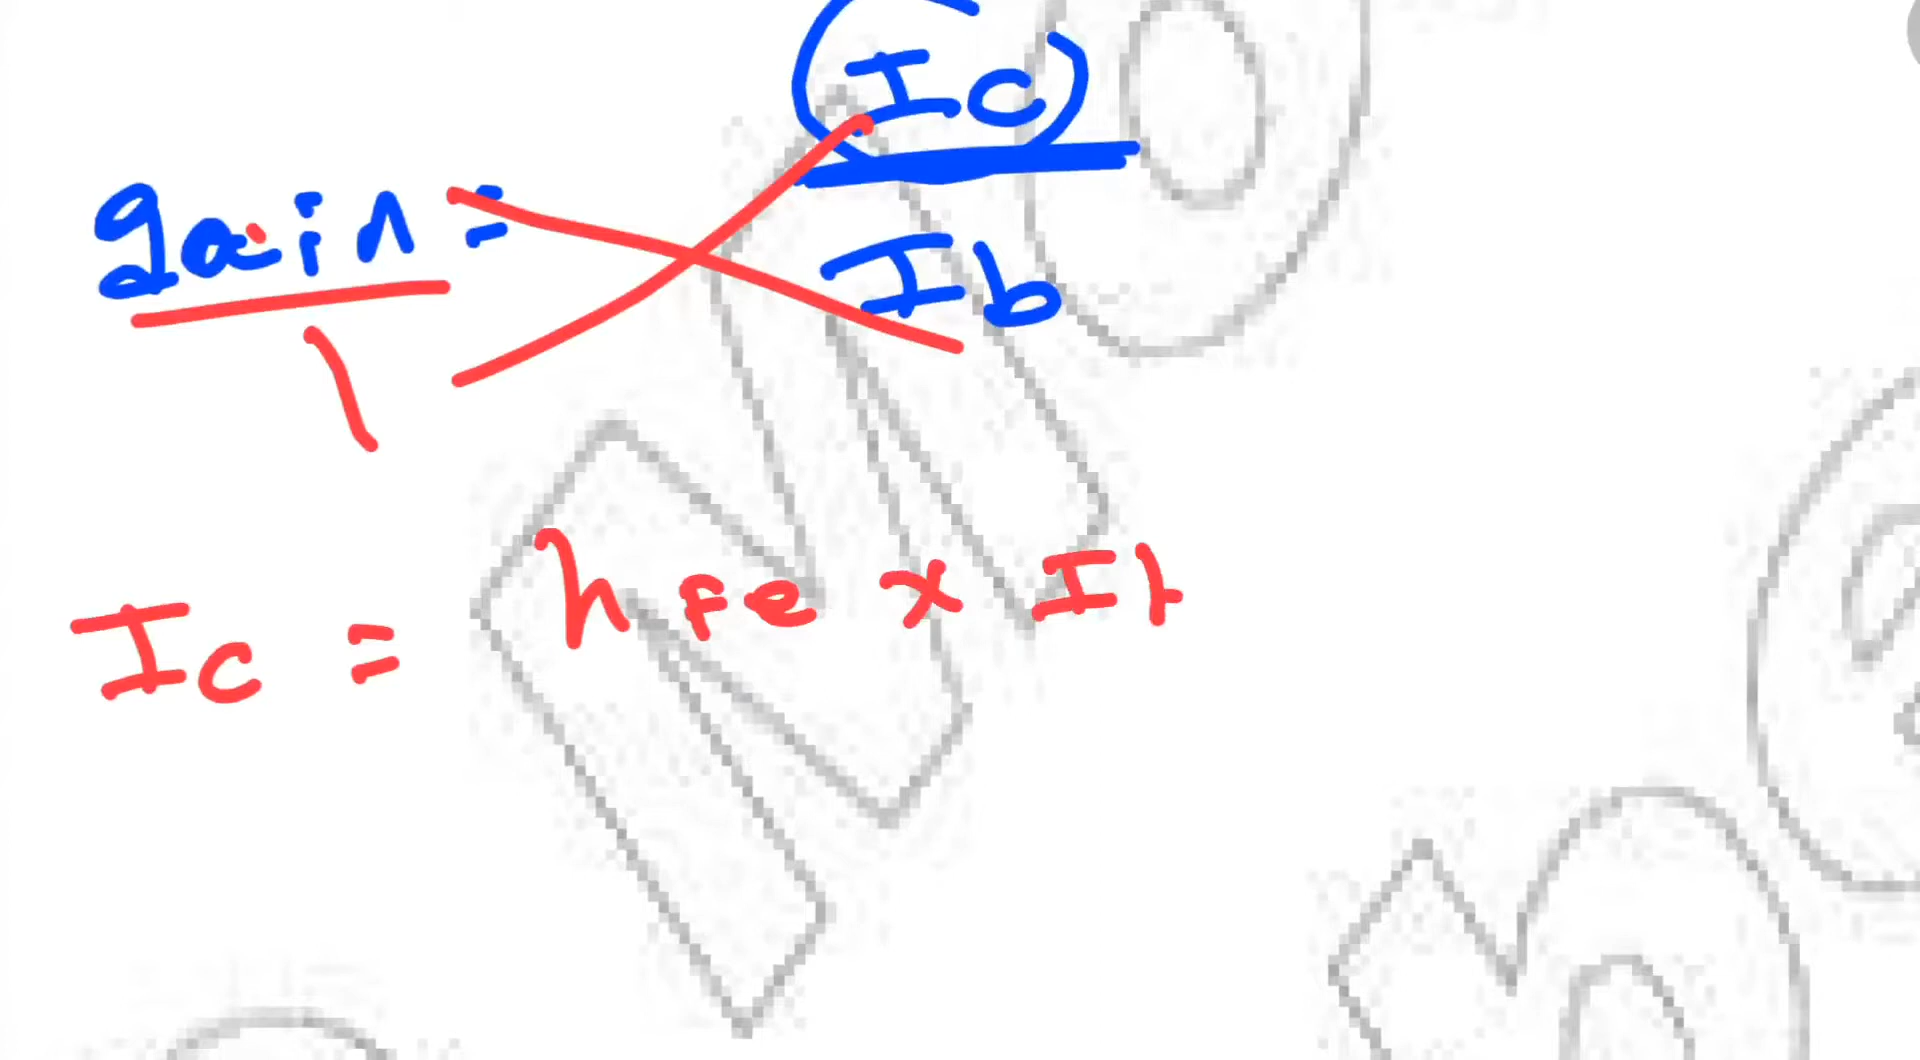 gain = Ic
Ib
1
Ic = hfe x Ib